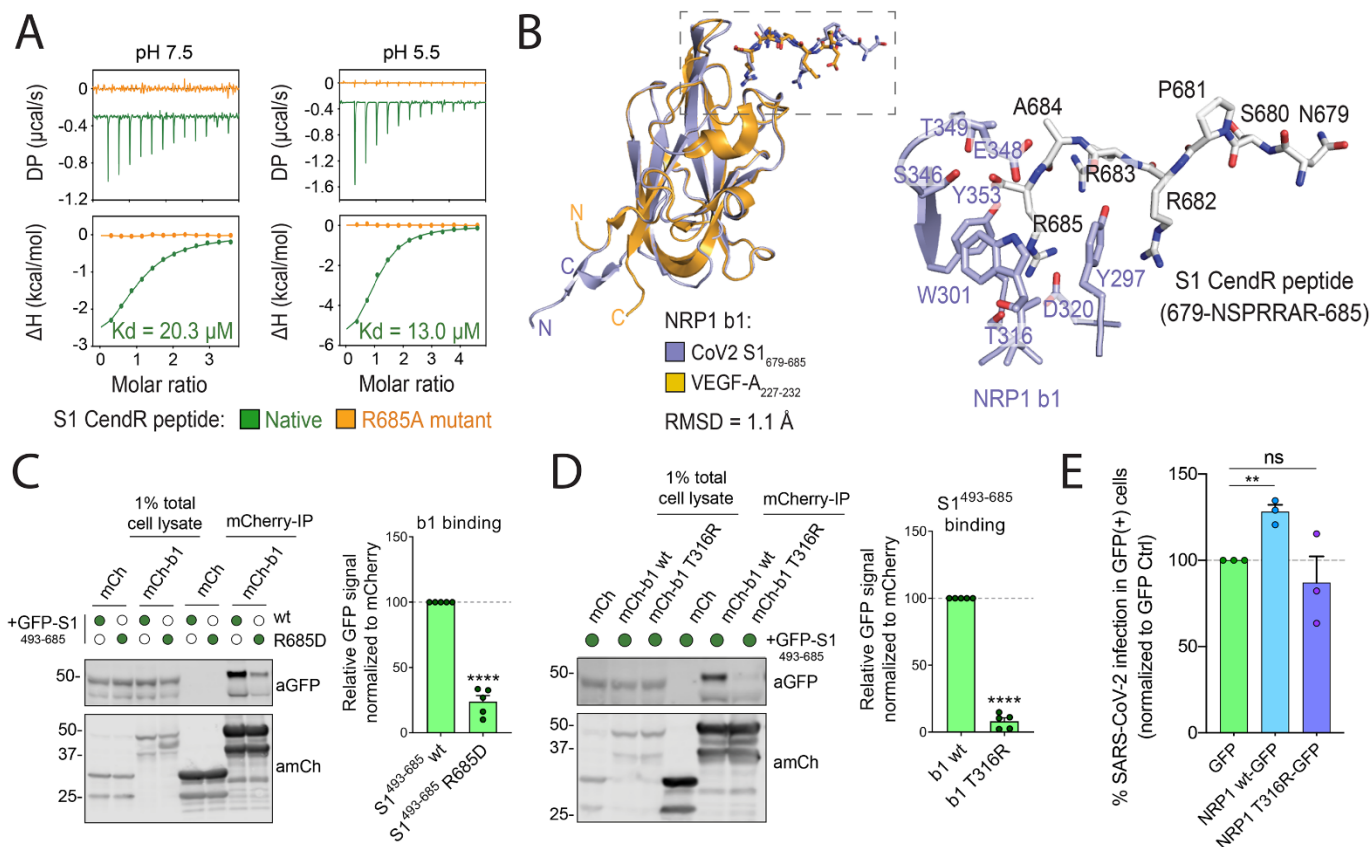 A
pH 7.5
pH 5.5
DP (µcal/s)
0
-0.4
-0.8
-1.2
DP (µcal/s)
0
-0.4
-0.8
-1.6
ΔH (kcal/mol)
0
-1
-2
-3
Kd = 20.3 µM
0 1 2 3
Molar ratio
ΔH (kcal/mol)
0
-2
-4
-6
Kd = 13.0 µM
0 1 2 3 4
Molar ratio
S1 CendR peptide: Native R685A mutant
B
N
C
N
C
NRP1 b1:
CoV2 S1679-685
VEGF-A227-232
RMSD = 1.1 Å
T349
E348
S346
Y353
W301
T316
D320
Y297
A684
R683
R685
P681
S680
N679
R682
S1 CendR peptide
(679-NSPRRAR-685)
NRP1 b1
C
1% total
cell lysate
mCherry-IP
mCh
mCh-b1
mCh
mCh-b1
+GFP-S1
493-685
wt
R685D
50-
aGFP
50-
37-
25-
amCh
b1 binding
Relative GFP signal
normalized to mCherry
150
100
50
0
****
S1493-685 wt
S1493-685 R685D
D
1% total
cell lysate
mCherry-IP
mCh
mCh-b1 wt
mCh-b1 T316R
mCh
mCh-b1 wt
mCh-b1 T316R
+GFP-S1
493-685
50-
aGFP
50-
37-
25-
amCh
S1493-685
binding
Relative GFP signal
normalized to mCherry
150
100
50
0
****
b1 wt
b1 T316R
E
% SARS-CoV-2 infection in GFP(+) cells
(normalized to GFP Ctrl)
150
100
50
0
ns
**
GFP
NRP1 wt-GFP
NRP1 T316R-GFP